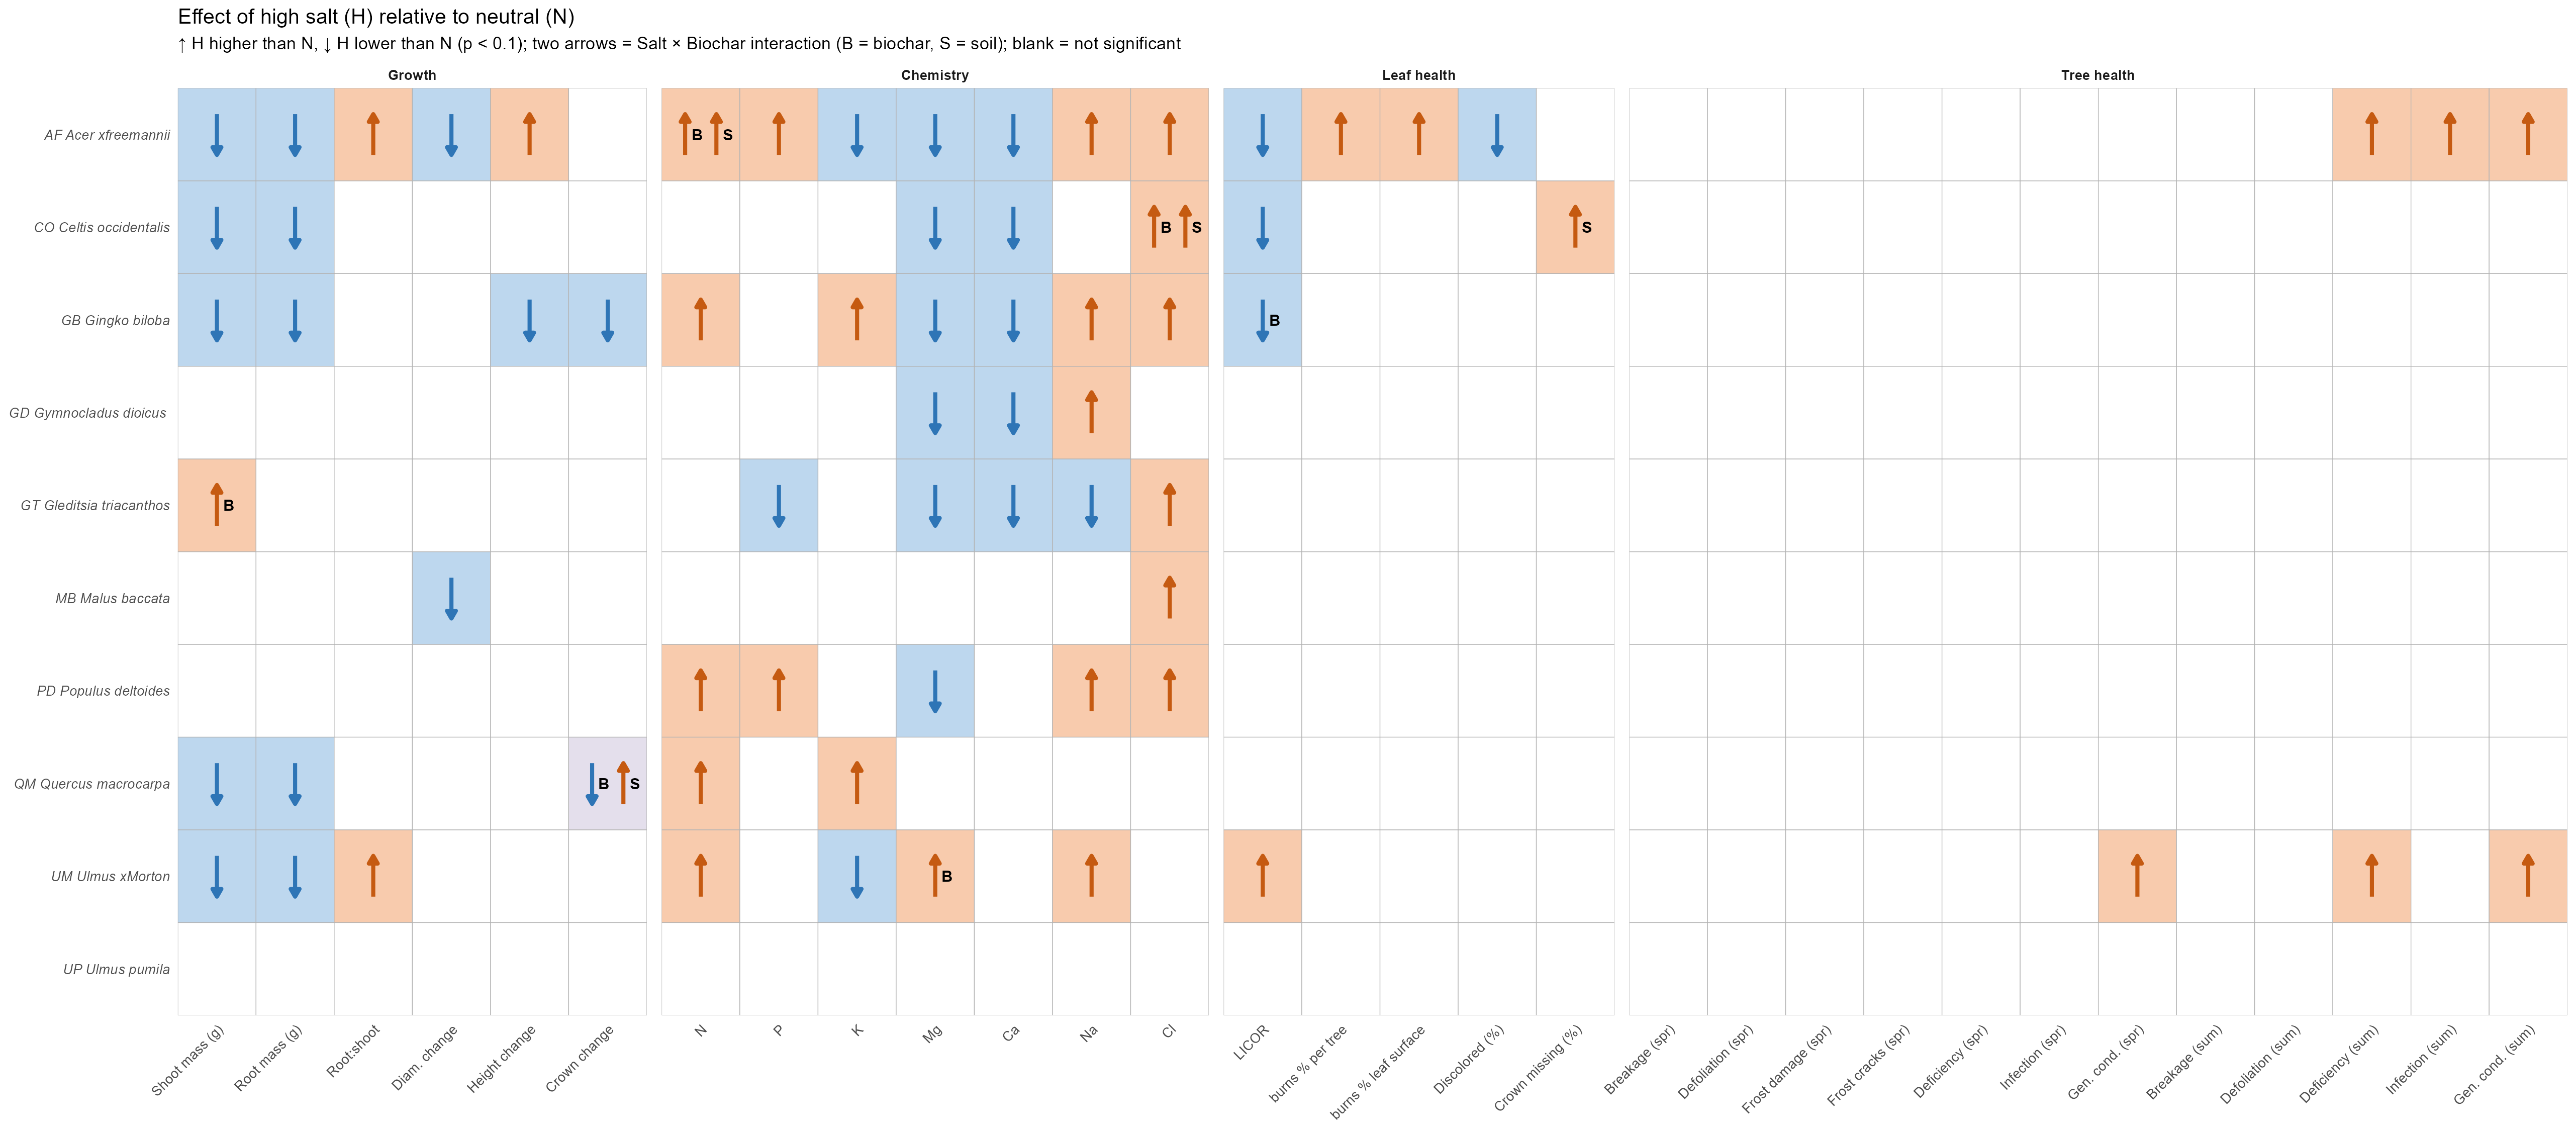 Effect of high salt (H) relative to neutral (N)
↑ H higher than N, ↓ H lower than N (p < 0.1); two arrows = Salt × Biochar interaction (B = biochar, S = soil); blank = not significant
Growth Chemistry Leaf health Tree health
AF Acer xfreemannii B S
CO Celtis occidentalis B S S
GB Gingko biloba B
GD Gymnocladus dioicus
GT Gleditsia triacanthos B
MB Malus baccata
PD Populus deltoides
QM Quercus macrocarpa B S
UM Ulmus xMorton B
UP Ulmus pumila
Shoot mass (g)
Root mass (g)
Root:shoot
Diam. change
Height change
Crown change
N
P
K
Mg
Ca
Na
Cl
LICOR
burns % per tree
burns % leaf surface
Discolored (%)
Crown missing (%)
Breakage (spr)
Defoliation (spr)
Frost damage (spr)
Frost cracks (spr)
Deficiency (spr)
Infection (spr)
Gen. cond. (spr)
Breakage (sum)
Defoliation (sum)
Deficiency (sum)
Infection (sum)
Gen. cond. (sum)